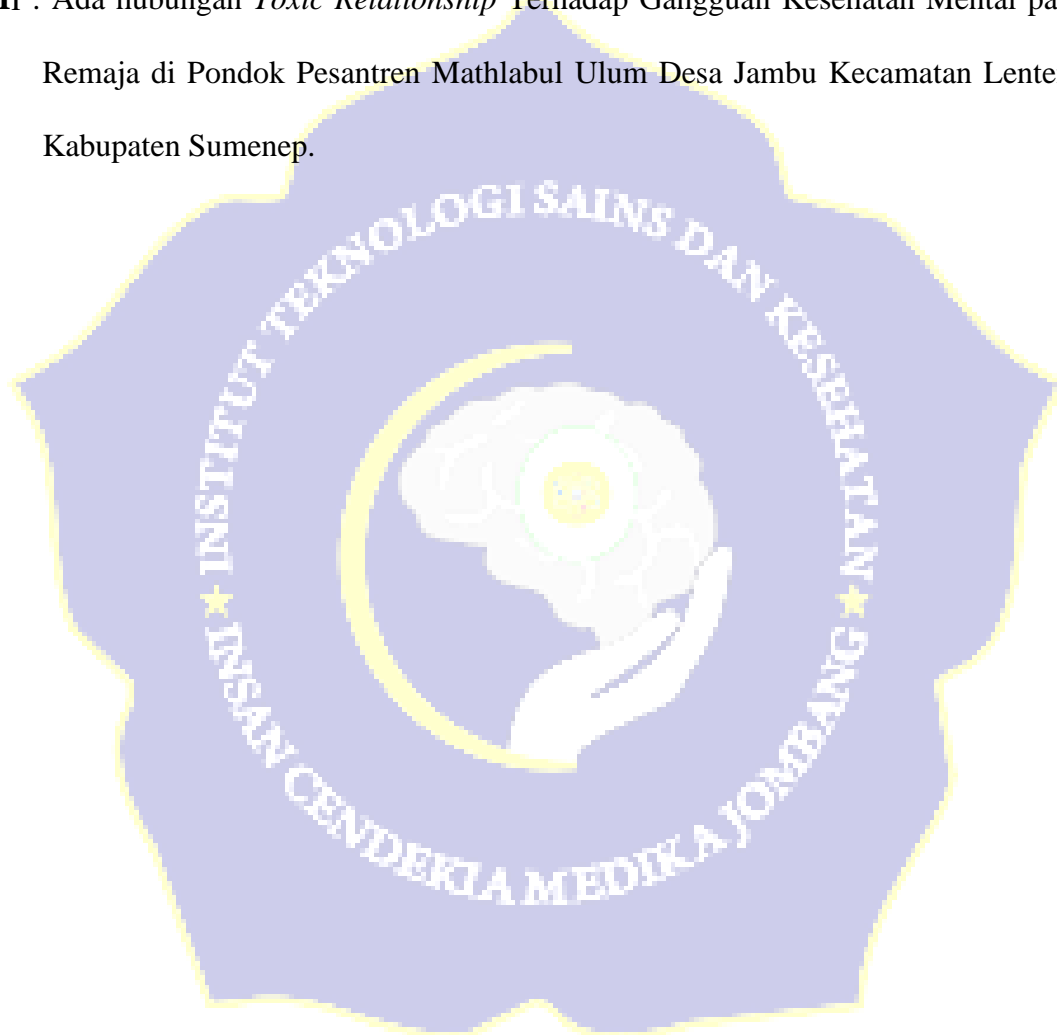 : Ada hubungan Toxic Relationship Terhadap Gangguan Kesehatan Mental pa
Remaja di Pondok Pesantren Mathlabul Ulum Desa Jambu Kecamatan Lente
Kabupaten Sumenep.
INSTITUT TEKNOLOGI SAINS DAN KESEHATAN
INSAN CENDEKIA MEDIKA JOMBANG